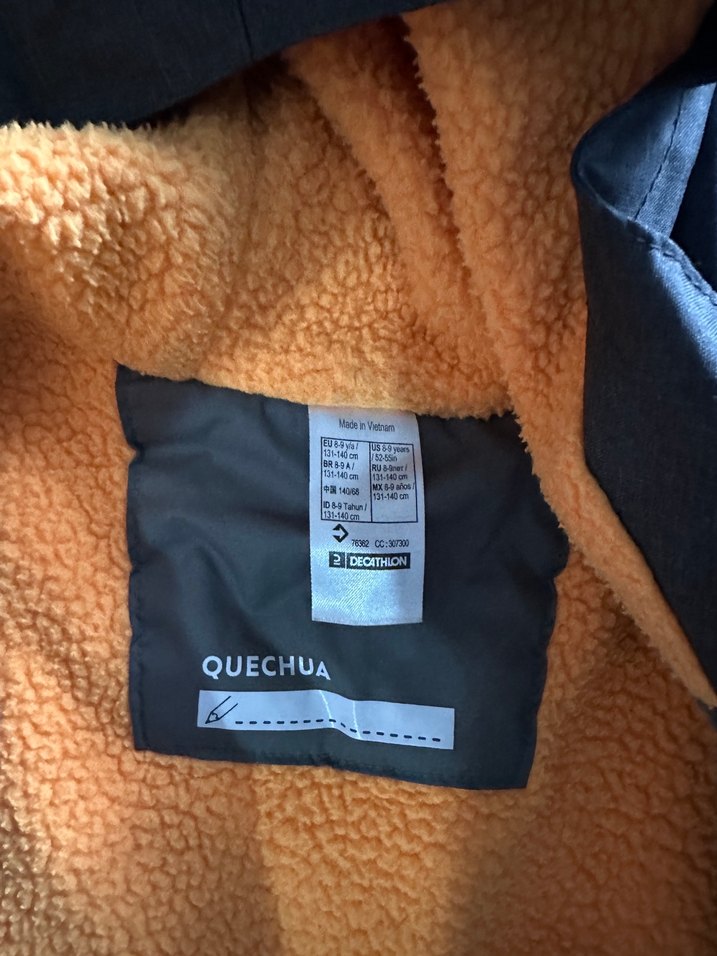 Made in Vietnam
EU 8-9 y/a /
131-140 cm
BR 8-9 A /
131-140 cm
中国 140/68
ID 8-9 Tahun /
131-140 cm
US 8-9 years
/ 52-55in
RU 8-9лет /
131-140 cm
MX 8-9 años /
131-140 cm
76362 CC:307300
DECATHLON
QUECHUA